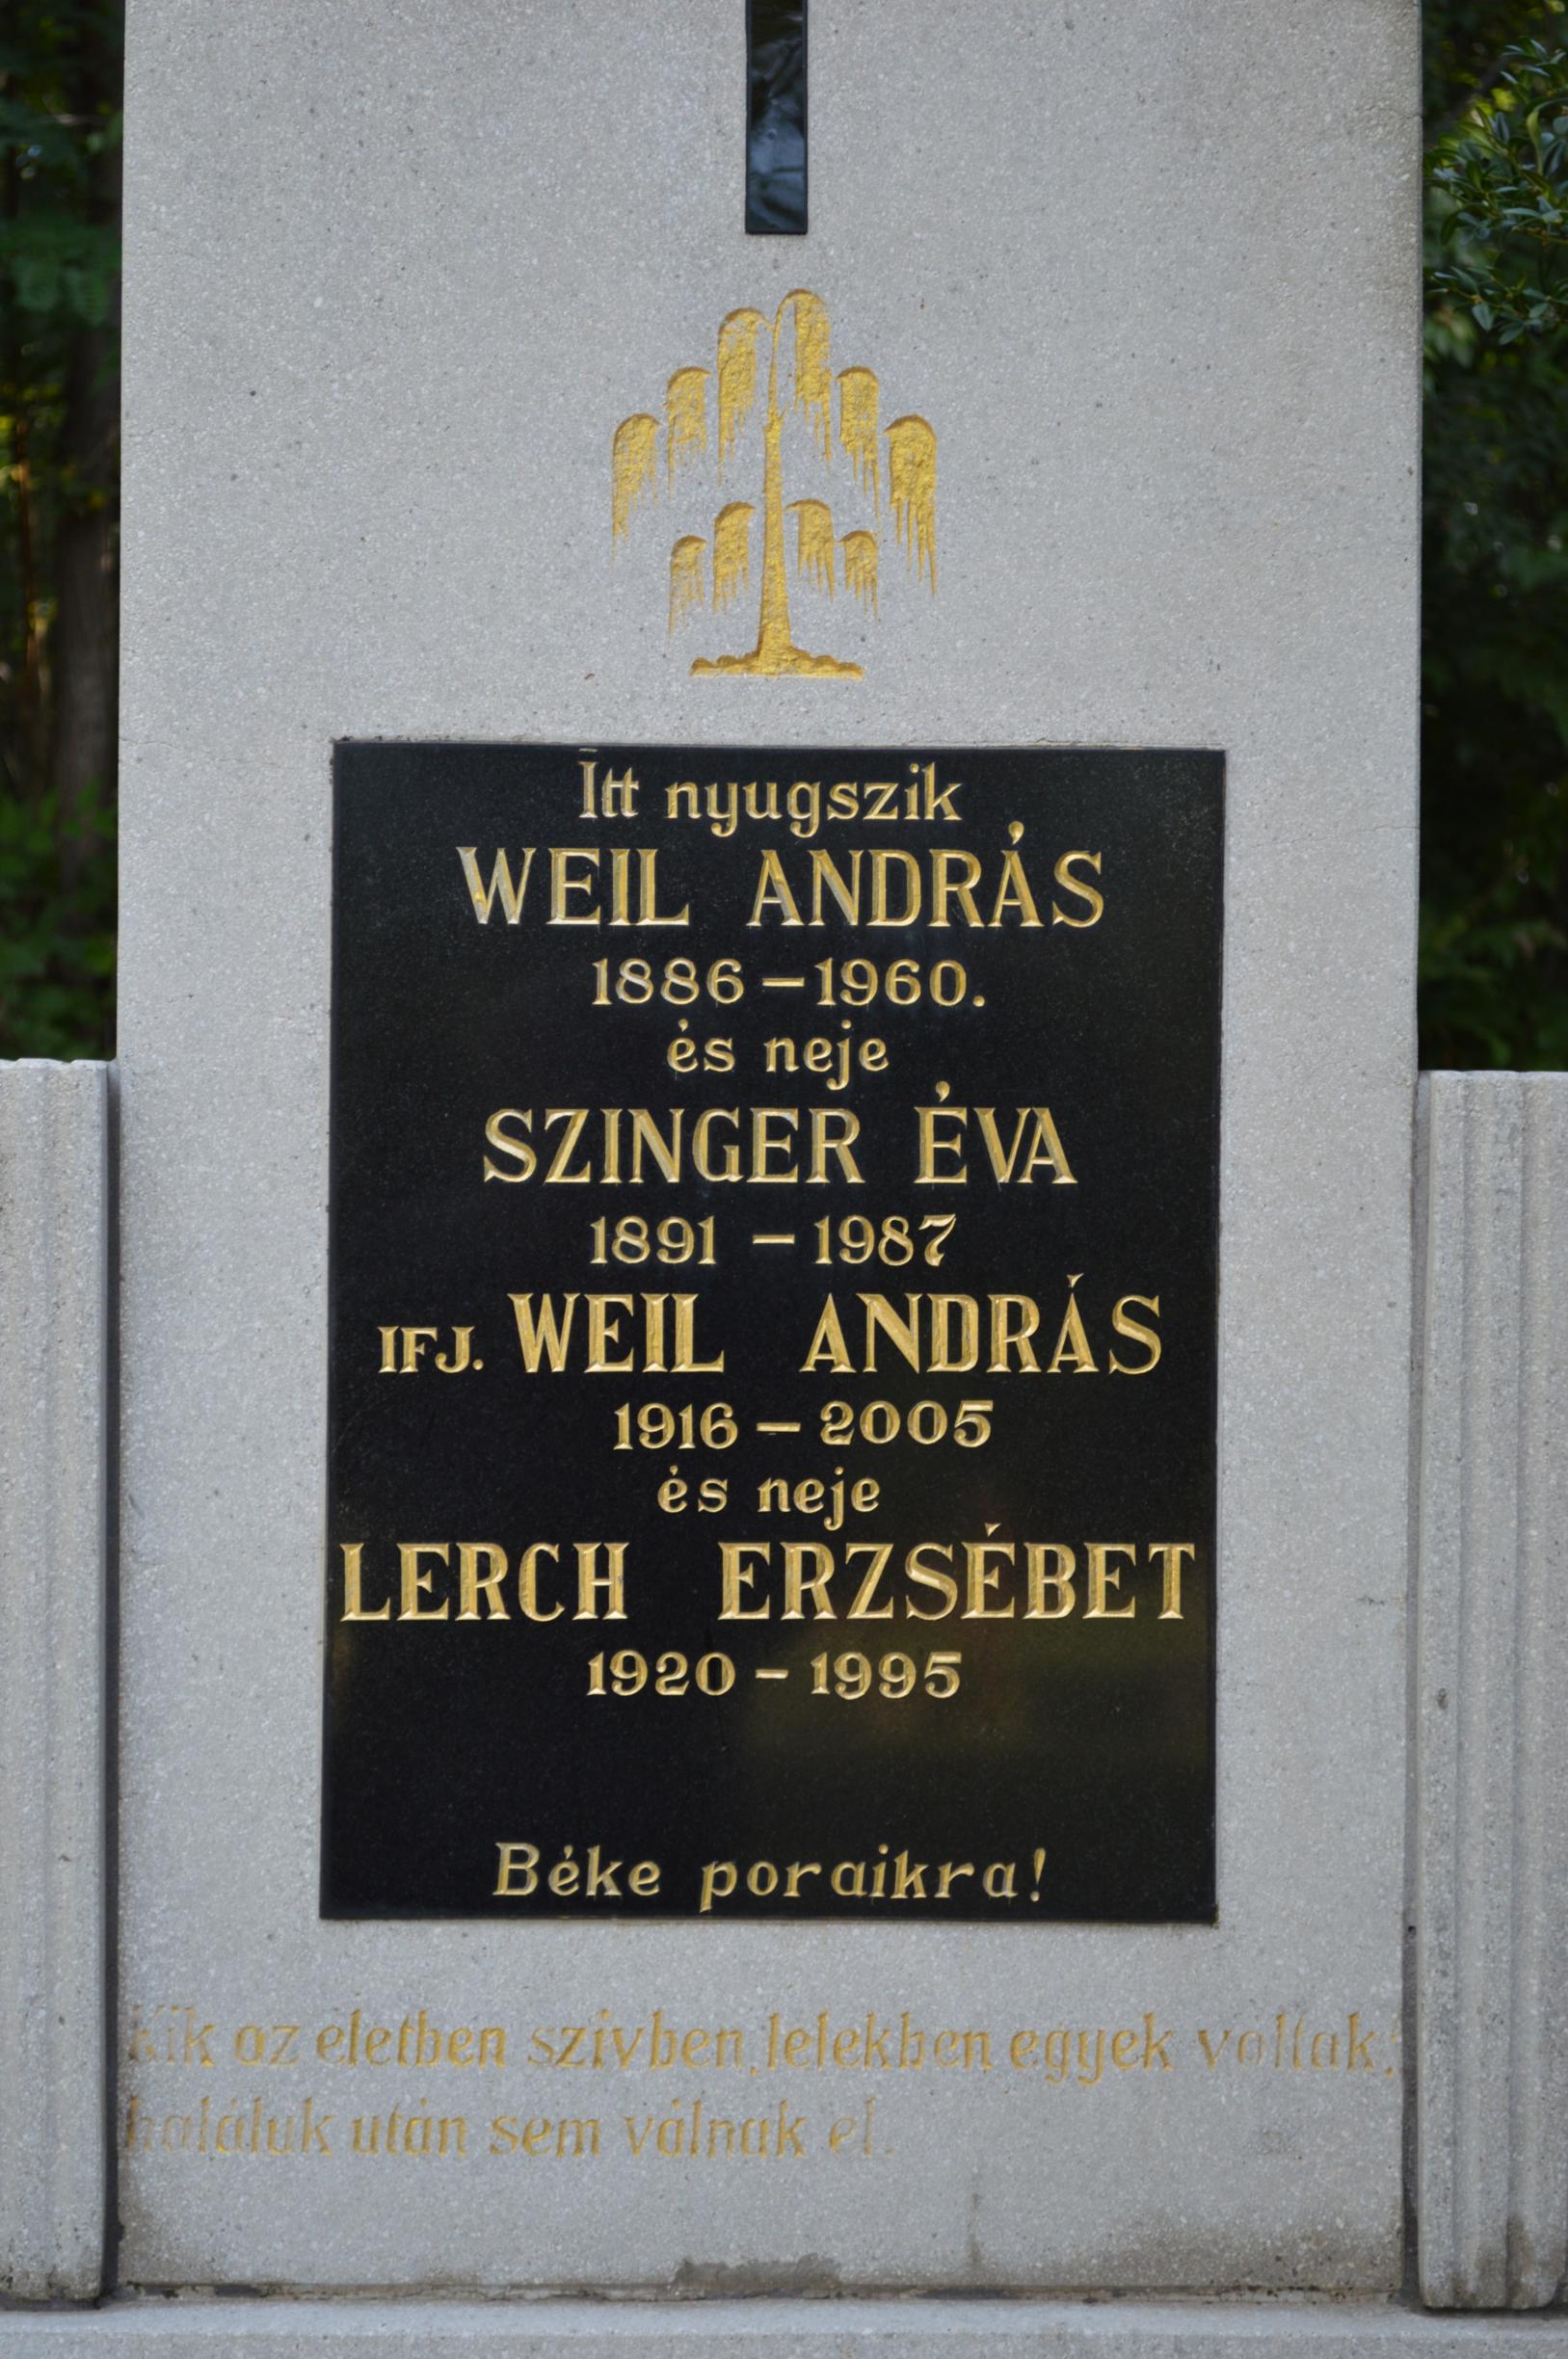 Itt nyugszik
WEIL ANDRÁS
1886 – 1960.
és neje
SZINGER ÉVA
1891 – 1987
IFJ. WEIL ANDRÁS
1916 – 2005
és neje
LERCH ERZSÉBET
1920 – 1995
Béke poraikra!
Kik az eletben szivben, lelekben egyek voltak,
haláluk után sem válnak el.